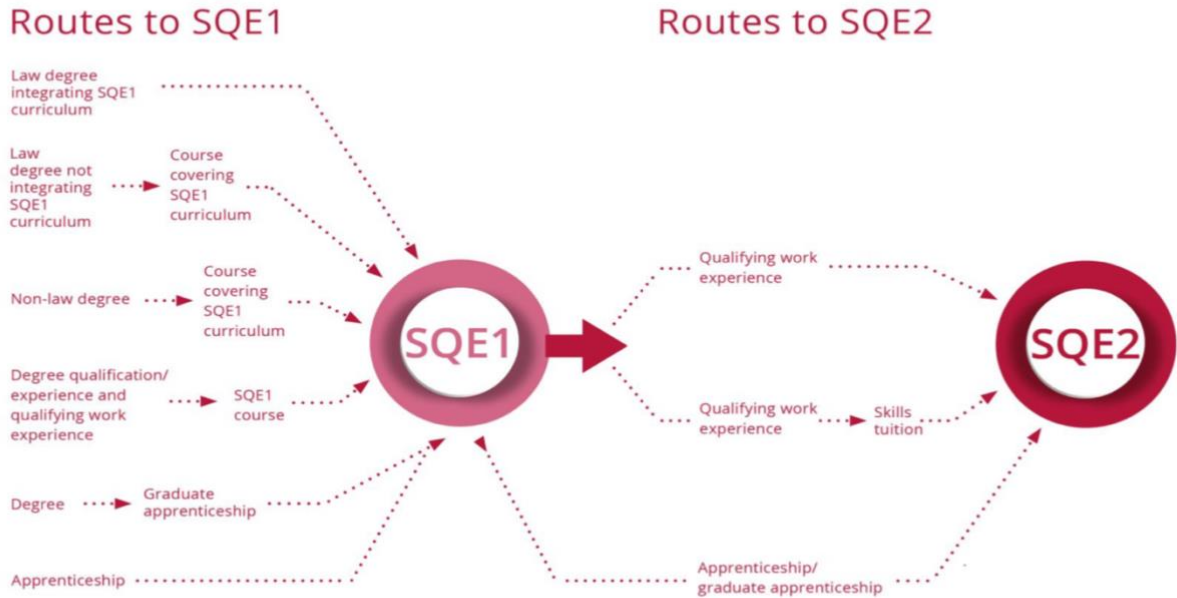 Routes to SQE1
Routes to SQE2
Law degree
integrating SQE1
curriculum
Law
degree not
integrating
SQE1
curriculum
Course
covering
SQE1
curriculum
Non-law degree
Course
covering
SQE1
curriculum
Degree qualification/
experience and
qualifying work
experience
SQE1
course
Degree
Graduate
apprenticeship
Apprenticeship
SQE1
Qualifying work
experience
Qualifying work
experience
Skills
tuition
Apprenticeship/
graduate apprenticeship
SQE2